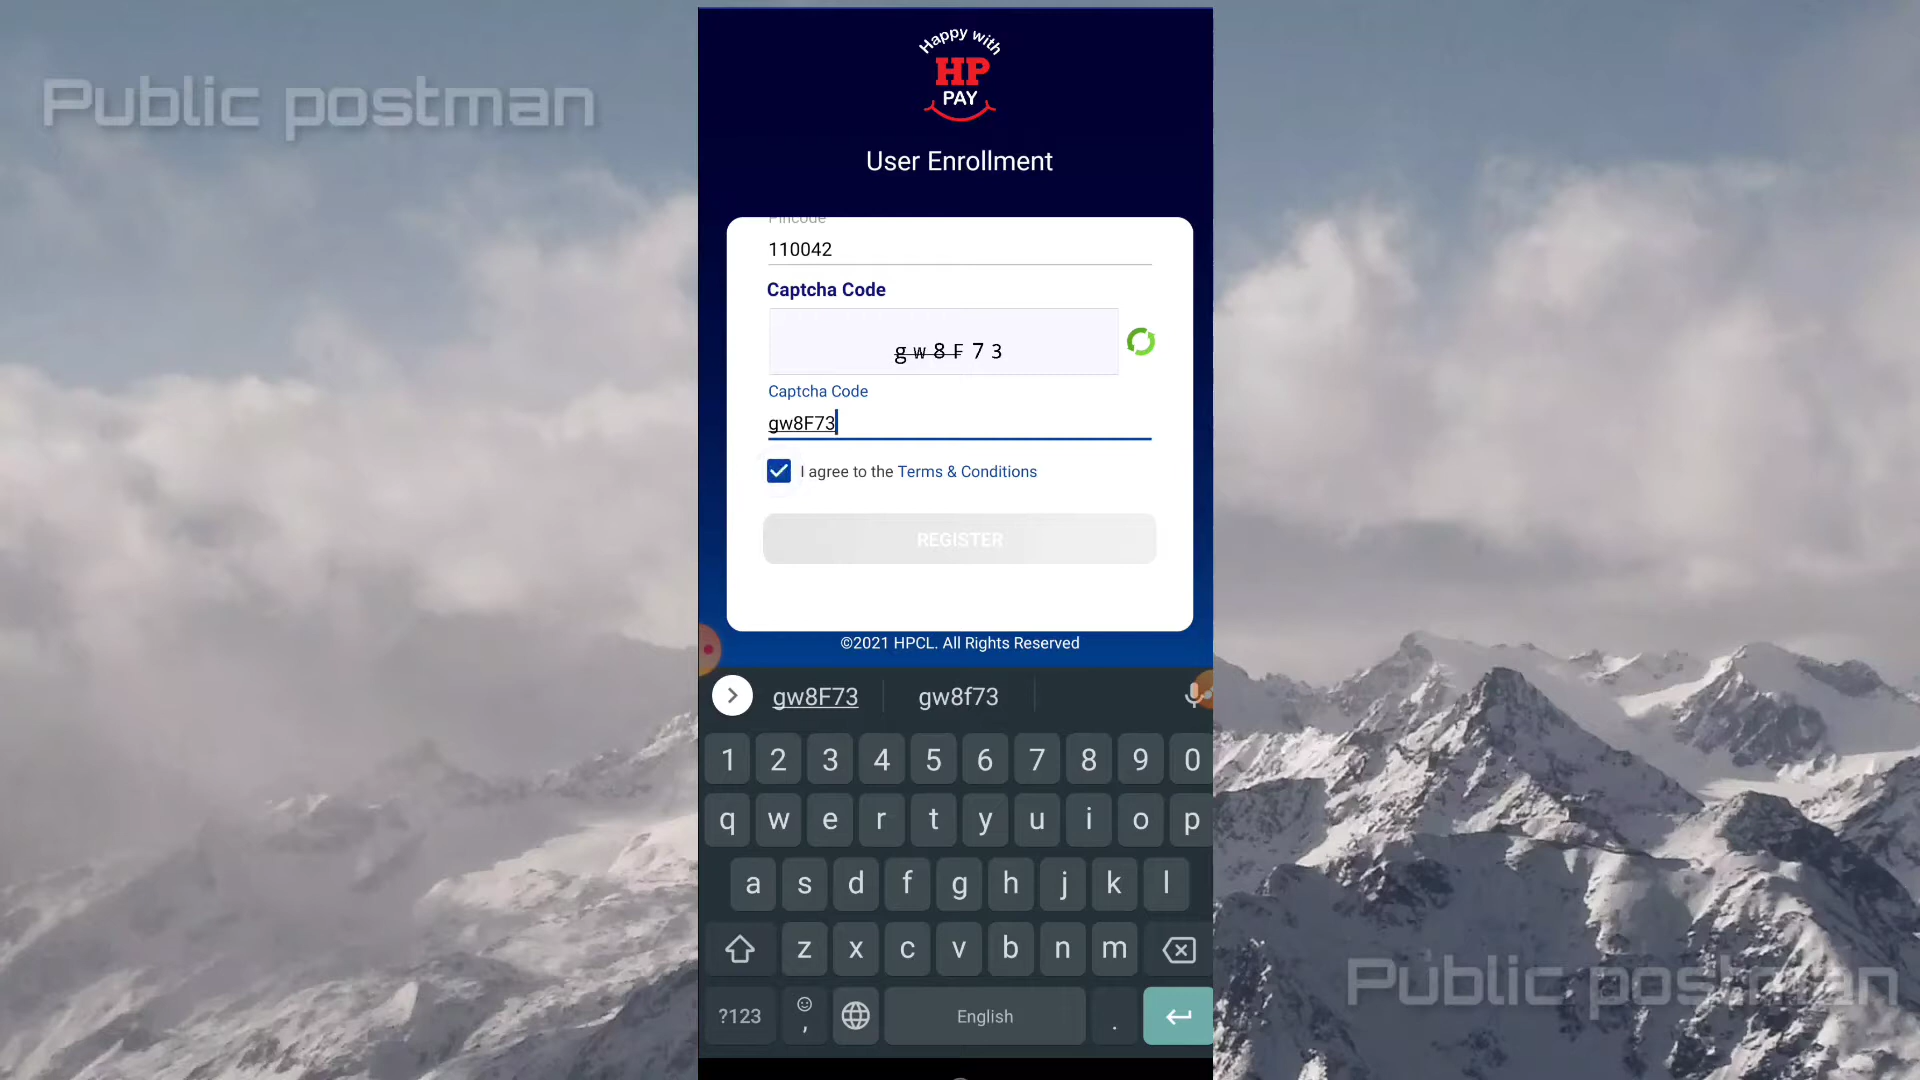 Public postman
Happy with
HP
PAY
User Enrollment
Pincode
110042
Captcha Code
gw8F73
Captcha Code
gw8F73
I agree to the Terms & Conditions
REGISTER
©2021 HPCL. All Rights Reserved
gw8F73 gw8f73
1 2 3 4 5 6 7 8 9 0
q w e r t y u i o p
a s d f g h j k l
z x c v b n m
?123 , English .
Public postman